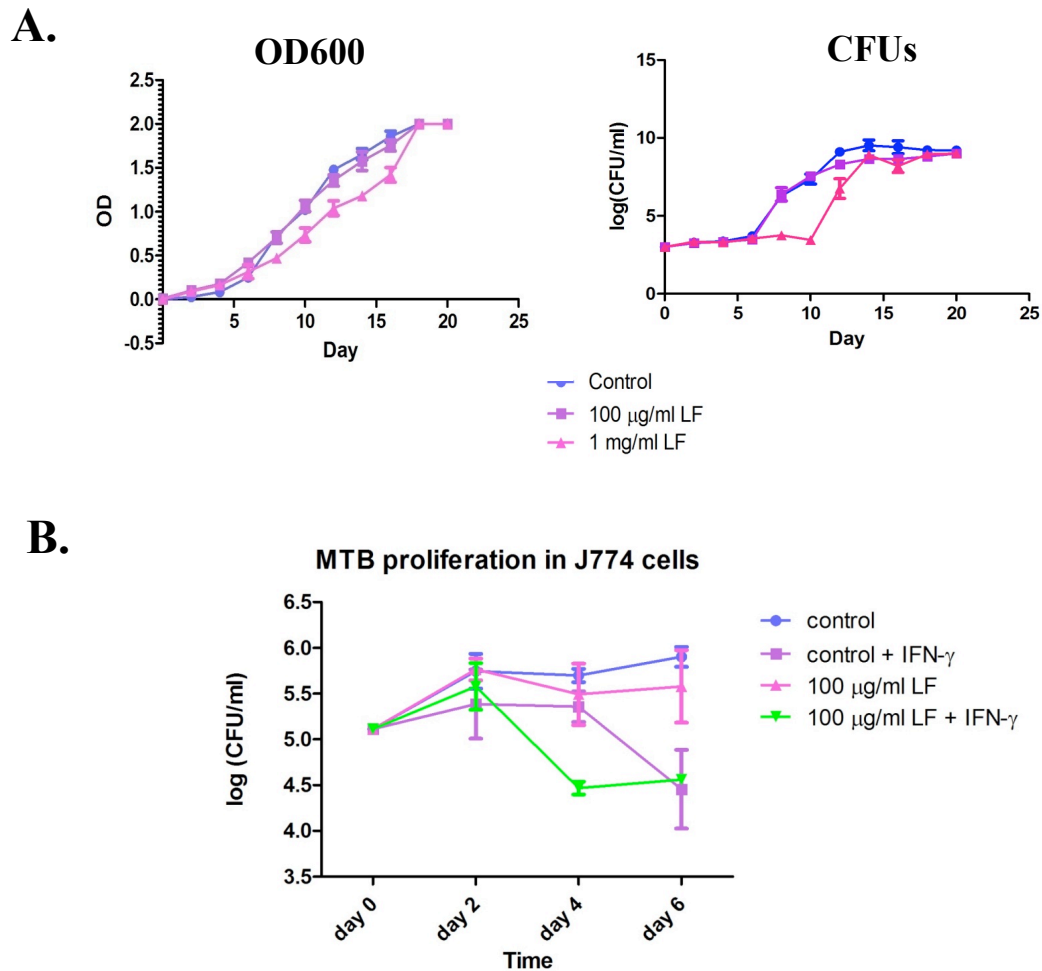 A.
OD600
2.5
2.0
1.5
1.0
0.5
0.0
-0.5
OD
5 10 15 20 25
Day
CFUs
15
10
5
0
log(CFU/ml)
0 5 10 15 20 25
Day
Control
100 μg/ml LF
1 mg/ml LF
B.
MTB proliferation in J774 cells
6.5
6.0
5.5
5.0
4.5
4.0
3.5
log (CFU/ml)
day 0 day 2 day 4 day 6
Time
control
control + IFN-γ
100 μg/ml LF
100 μg/ml LF + IFN-γ